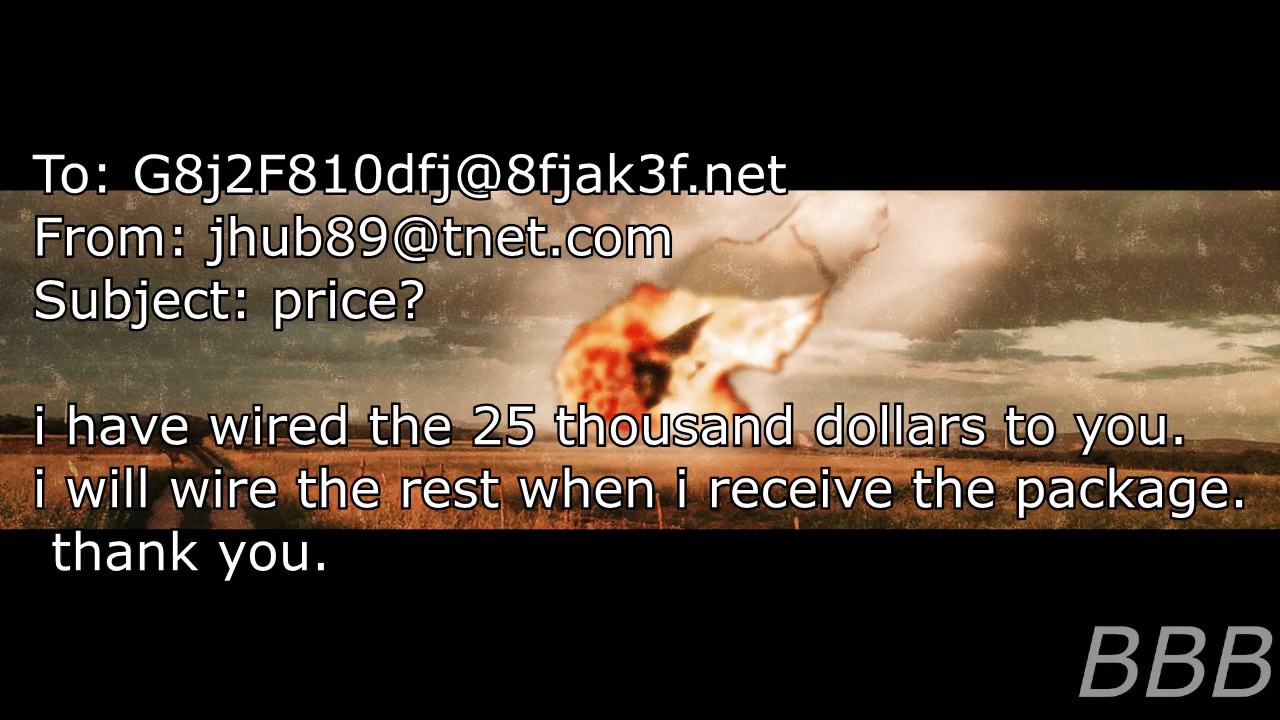 To: G8j2F810dfj@8fjak3f.net
From: jhub89@tnet.com
Subject: price?
i have wired the 25 thousand dollars to you.
i will wire the rest when i receive the package.
thank you.
BBB